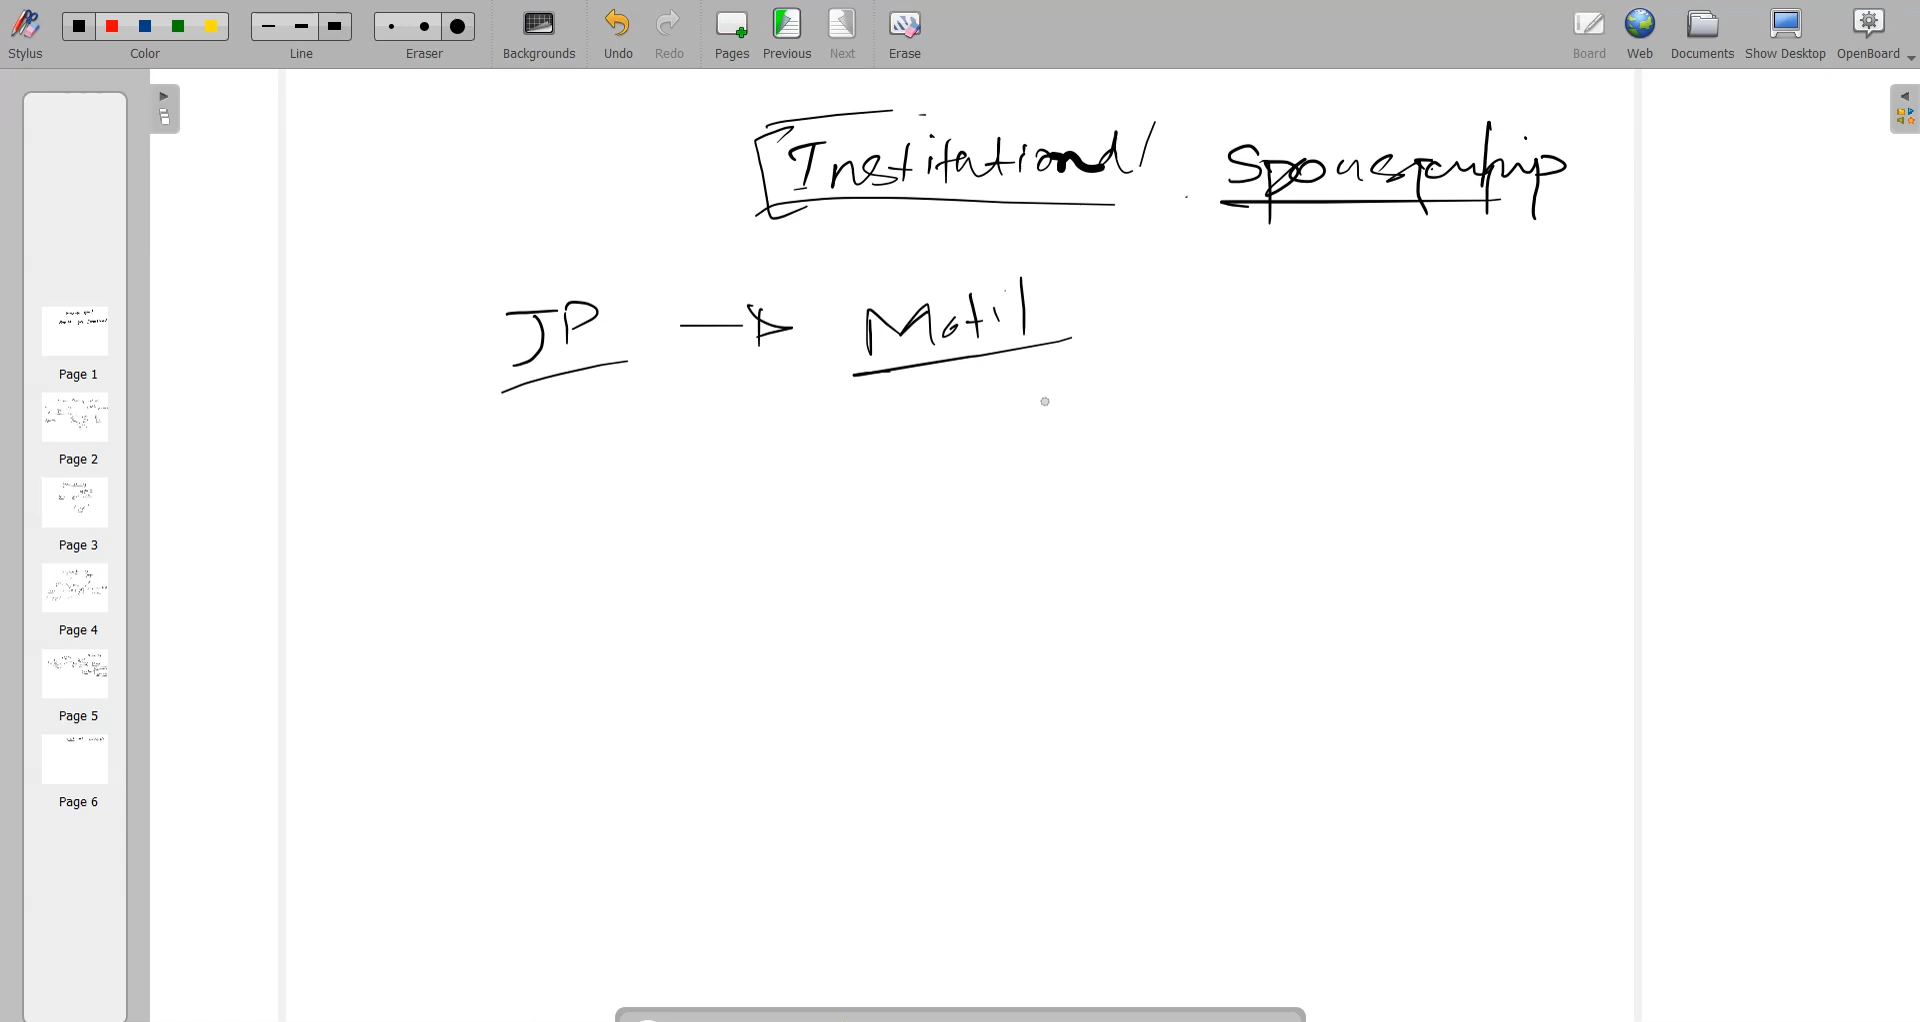 Stylus Color Line Eraser Backgrounds Undo Redo Pages Previous Next Erase Board Web Documents Show Desktop OpenBoard
Institutional Sponsorship
JP → Motil
Page 1
Page 2
Page 3
Page 4
Page 5
Page 6